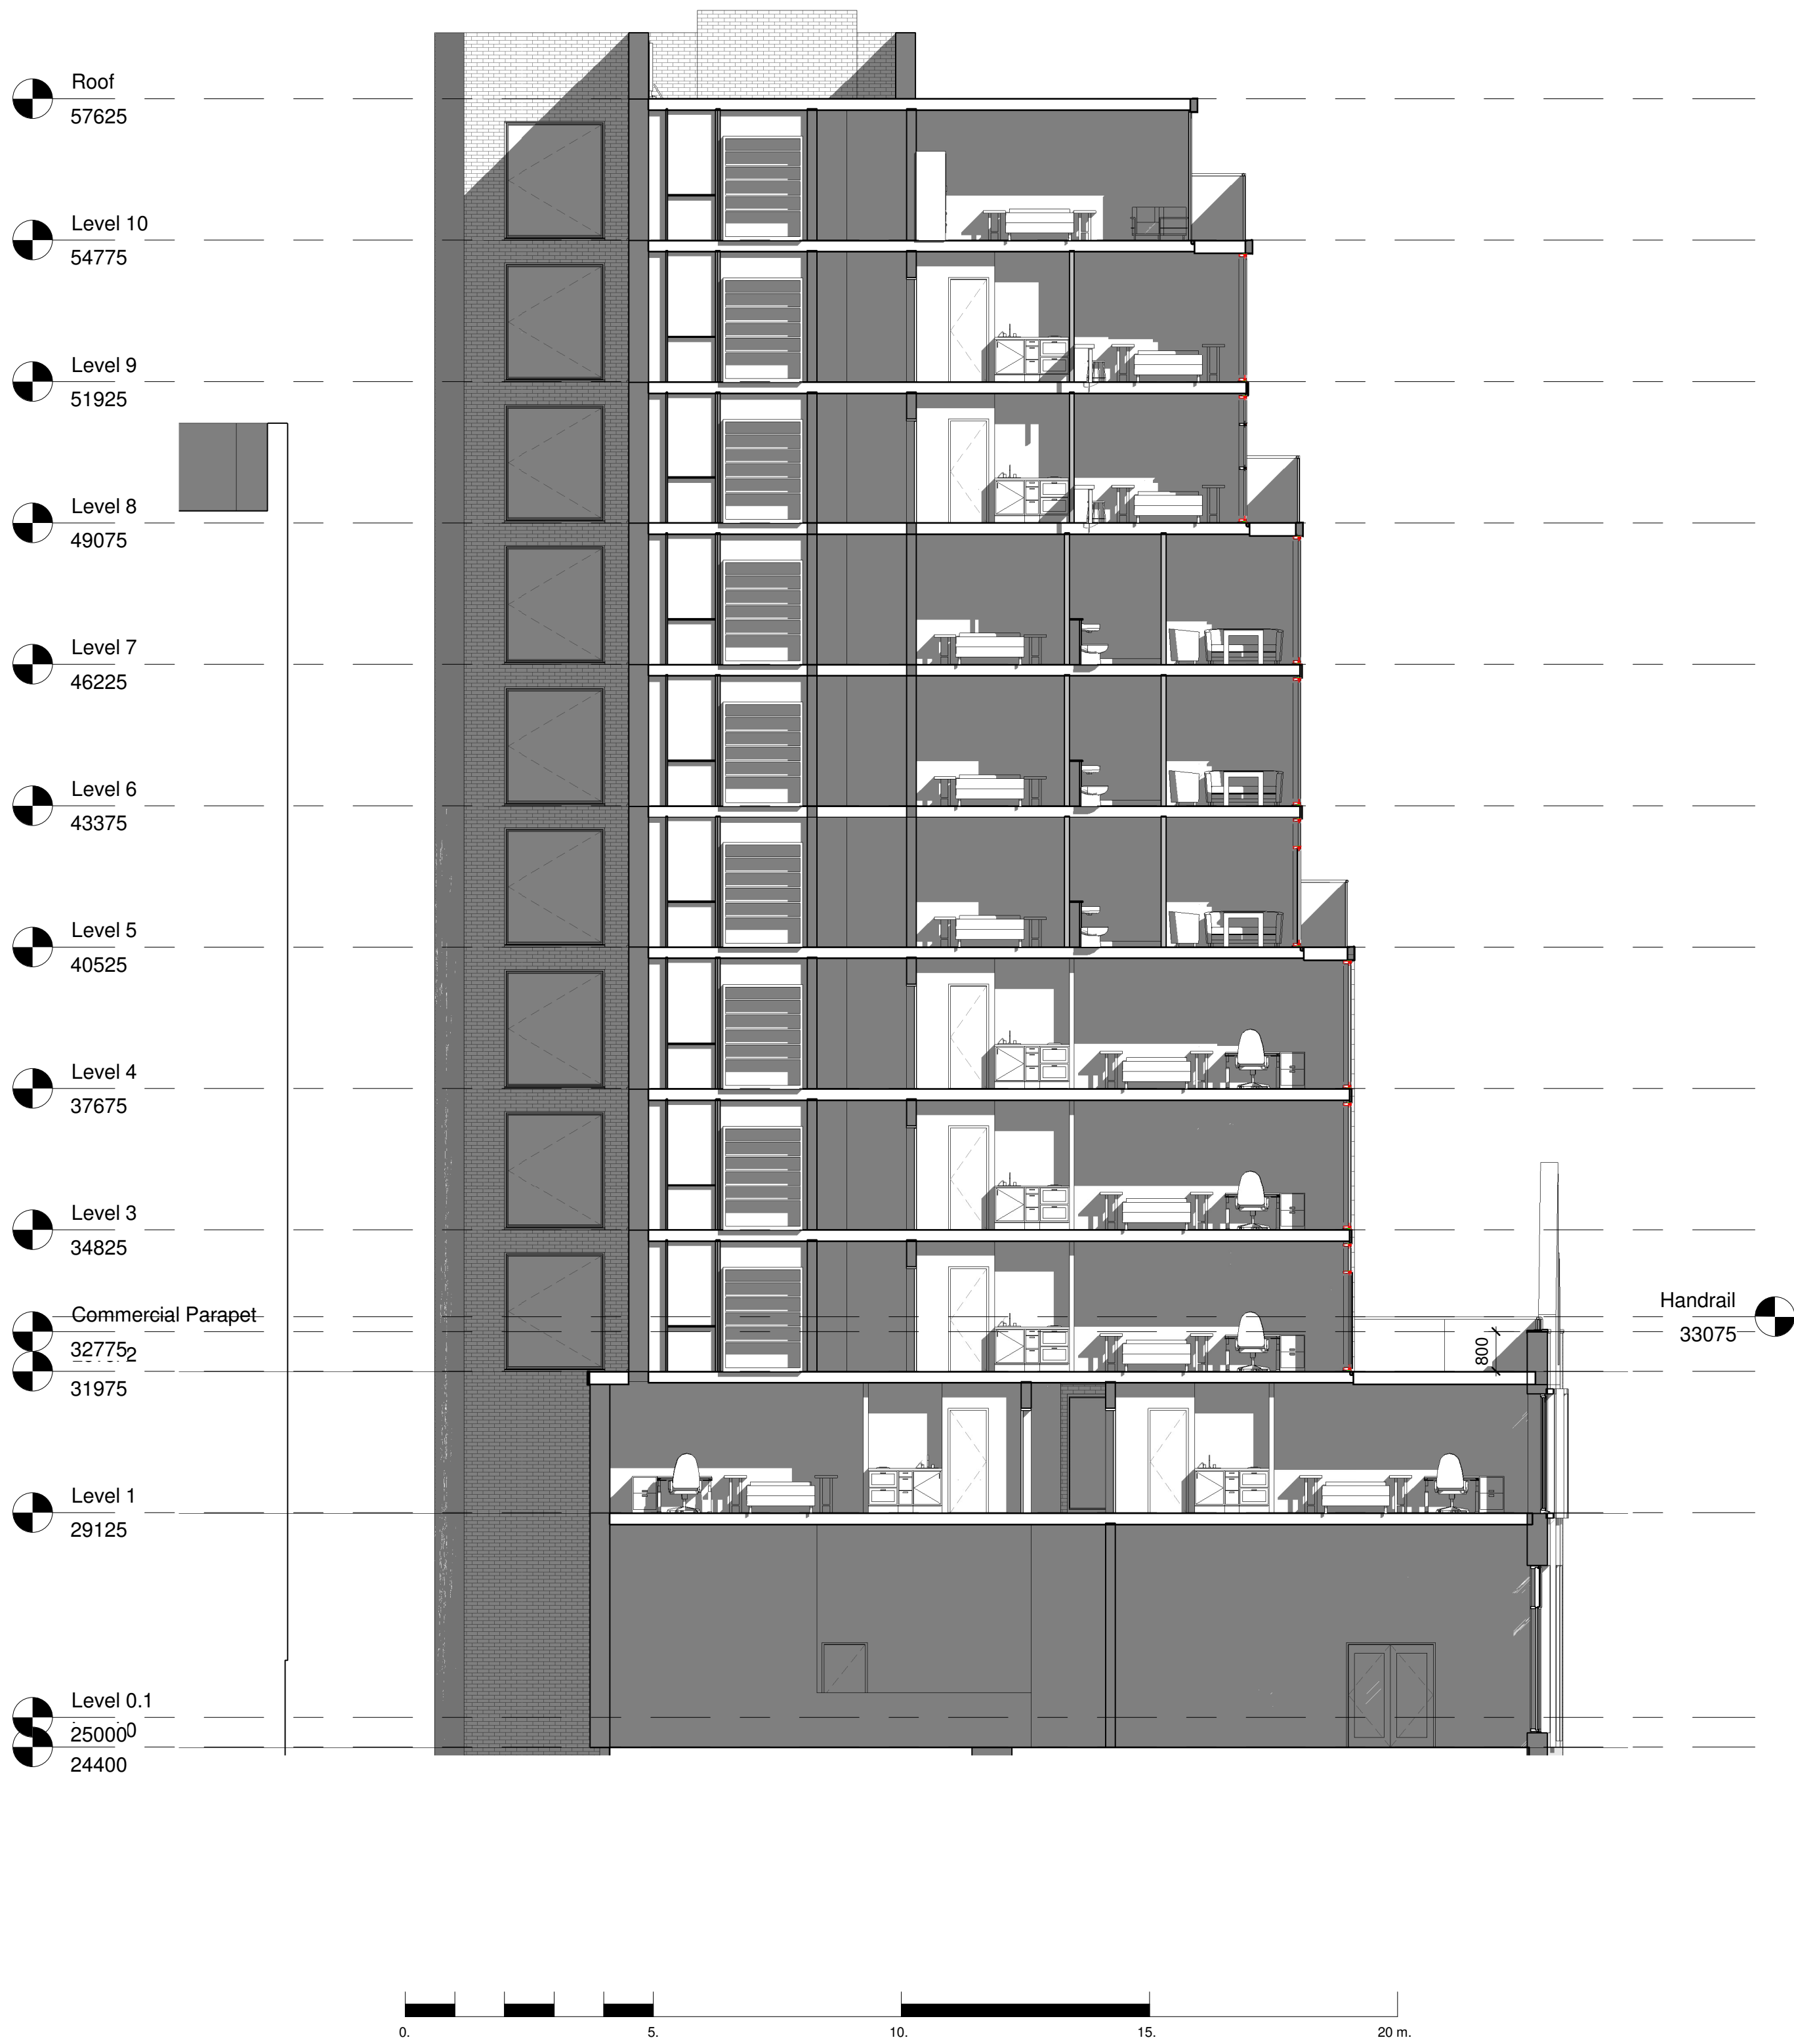 Roof
57625
Level 10
54775
Level 9
51925
Level 8
49075
Level 7
46225
Level 6
43375
Level 5
40525
Level 4
37675
Level 3
34825
Commercial Parapet
32775
2
31975
Handrail
33075
800
Level 1
29125
Level 0.1
25000
0
24400
0. 5. 10. 15. 20 m.